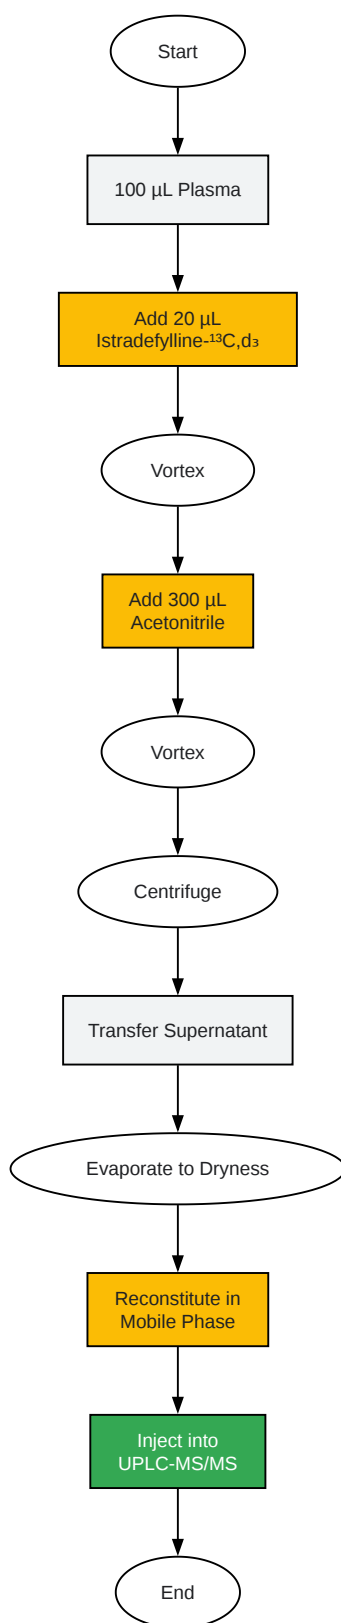 Start
100 µL Plasma
Add 20 µL
Istradefylline-¹³C,d₃
Vortex
Add 300 µL
Acetonitrile
Vortex
Centrifuge
Transfer Supernatant
Evaporate to Dryness
Reconstitute in
Mobile Phase
Inject into
UPLC-MS/MS
End